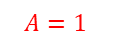 A = 1